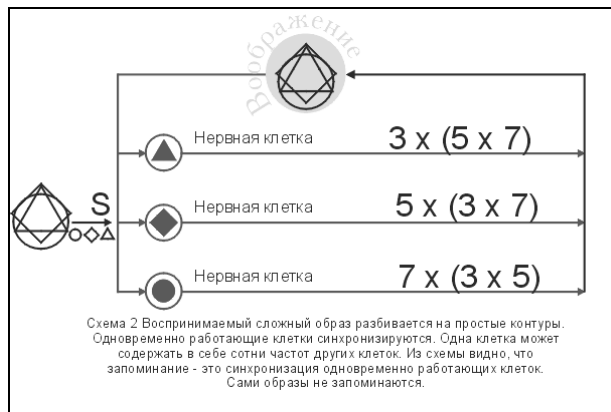 Воображение
Нервная клетка 3 x (5 x 7)
S
Нервная клетка 5 x (3 x 7)
Нервная клетка 7 x (3 x 5)
Схема 2 Воспринимаемый сложный образ разбивается на простые контуры.
Одновременно работающие клетки синхронизируются. Одна клетка может
содержать в себе сотни частот других клеток. Из схемы видно, что
запоминание - это синхронизация одновременно работающих клеток.
Сами образы не запоминаются.